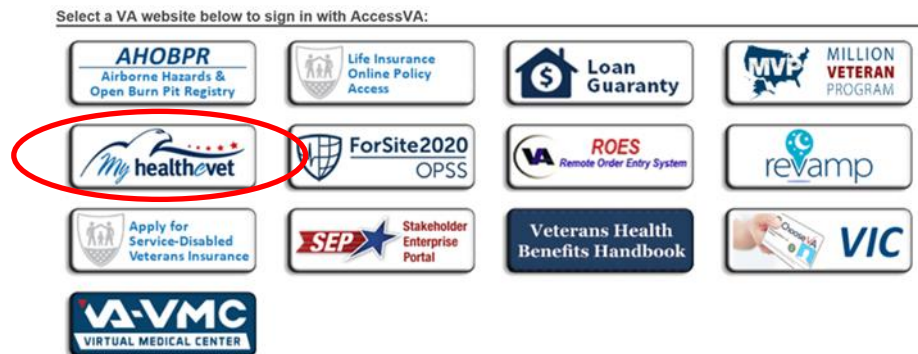 Select a VA website below to sign in with AccessVA:
AHOBPR
Airborne Hazards &
Open Burn Pit Registry
Life Insurance
Online Policy
Access
$
Loan
Guaranty
MVP
MILLION
VETERAN
PROGRAM
My healthevet
ForSite2020
OPSS
VA
ROES
Remote Order Entry System
revamp
Apply for
Service-Disabled
Veterans Insurance
SEP
Stakeholder
Enterprise
Portal
Veterans Health
Benefits Handbook
ChooseVA
VIC
VA-VMC
VIRTUAL MEDICAL CENTER